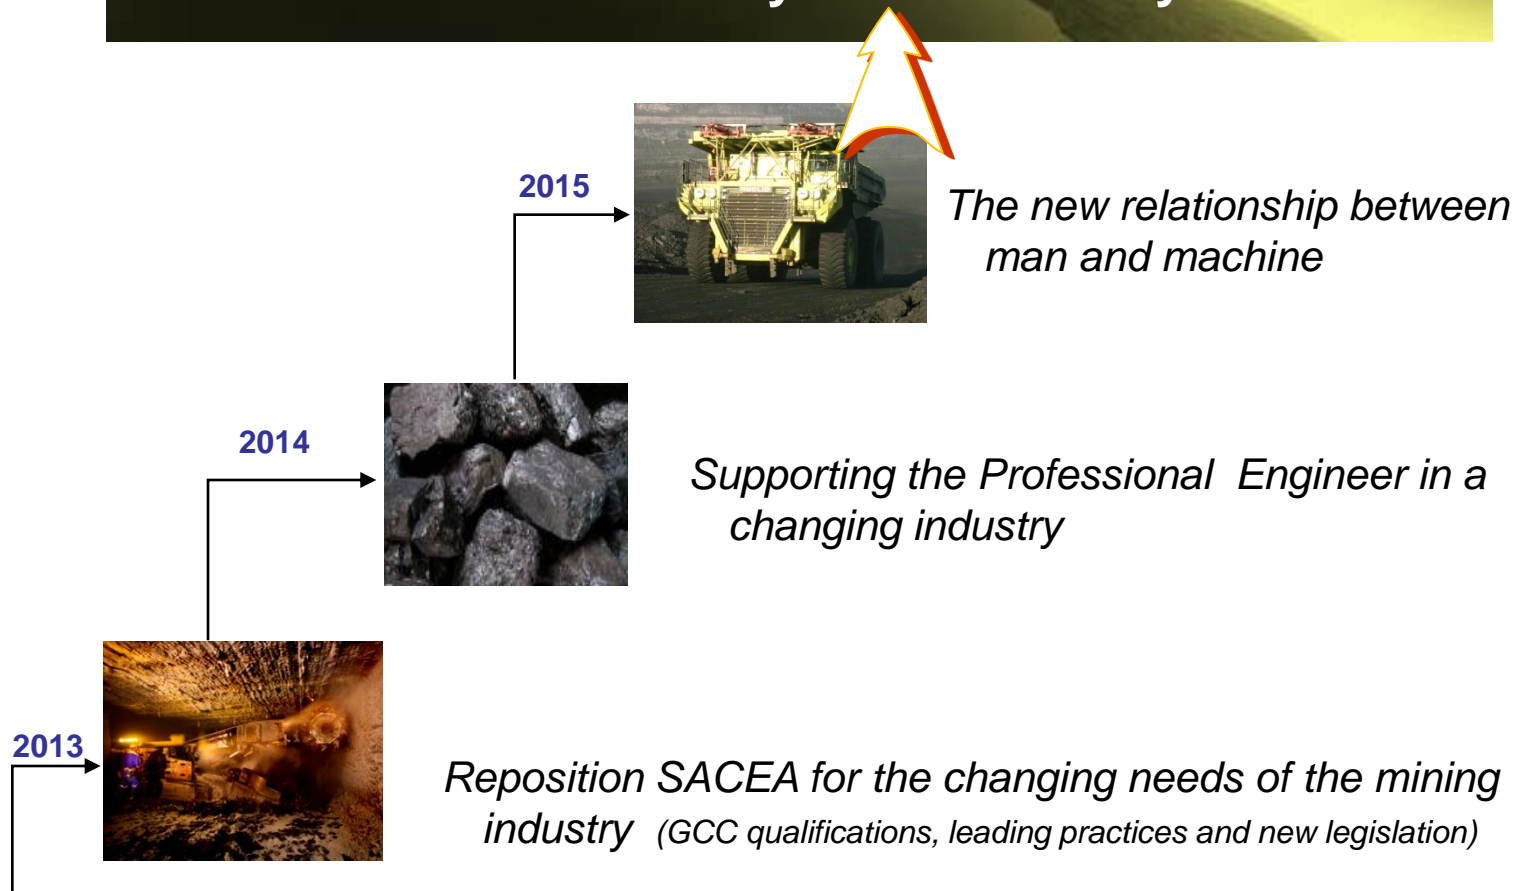 2015
The new relationship between
man and machine
2014
Supporting the Professional  Engineer in a
changing industry
2013
Reposition SACEA for the changing needs of the mining
industry (GCC qualifications, leading practices and new legislation)